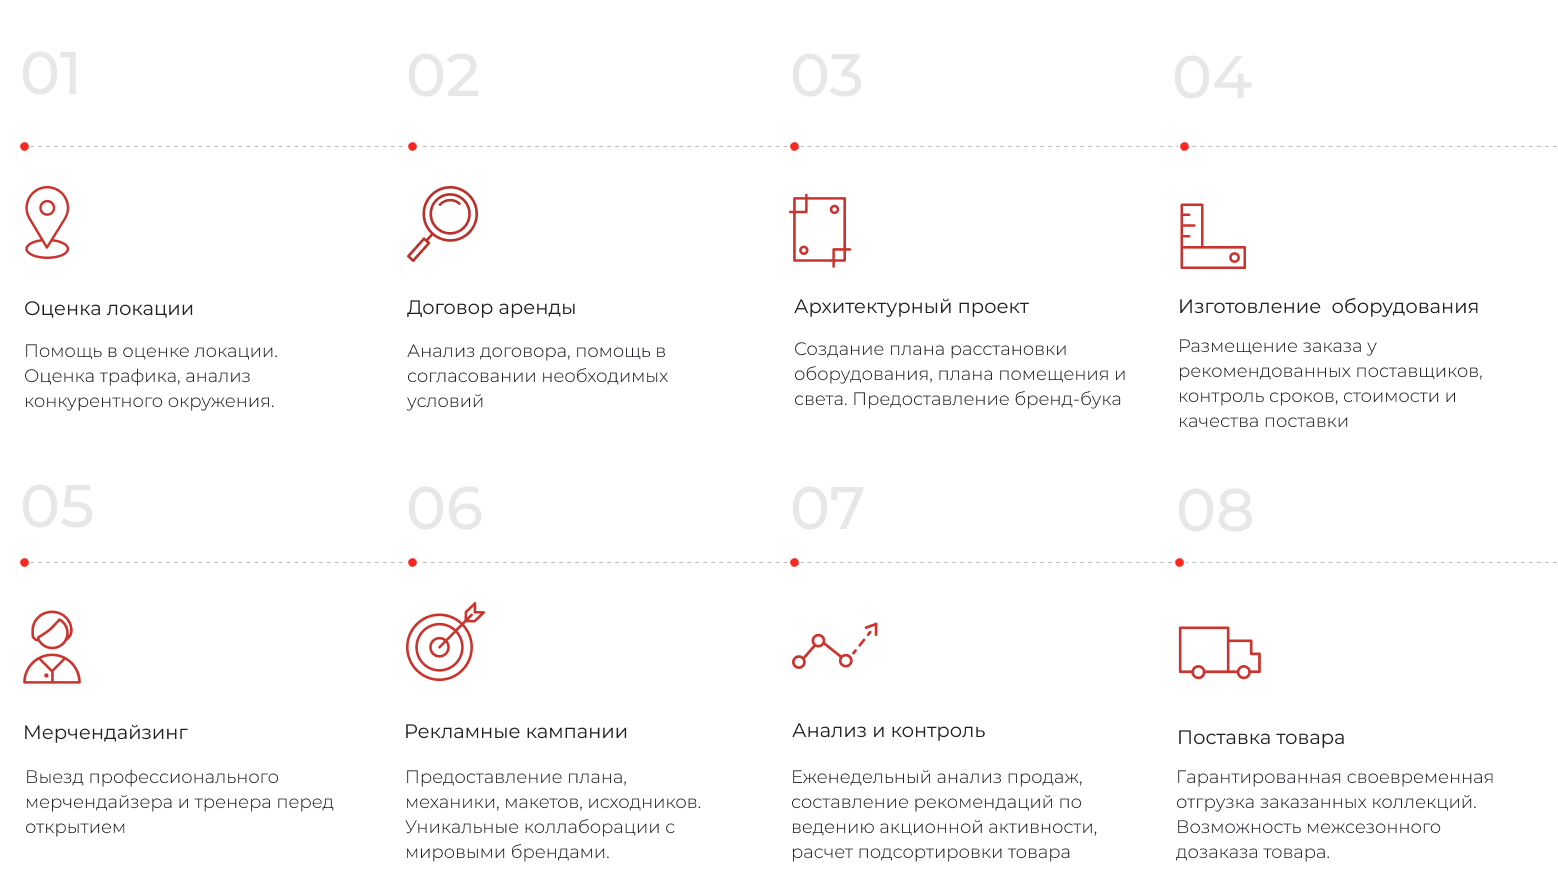 01
02
03
04
Оценка локации
Помощь в оценке локации.
Оценка трафика, анализ
конкурентного окружения.
Договор аренды
Анализ договора, помощь в
согласовании необходимых
условий
Архитектурный проект
Создание плана расстановки
оборудования, плана помещения и
света. Предоставление бренд-бука
Изготовление оборудования
Размещение заказа у
рекомендованных поставщиков,
контроль сроков, стоимости и
качества поставки
05
06
07
08
Мерчендайзинг
Выезд профессионального
мерчендайзера и тренера перед
открытием
Рекламные кампании
Предоставление плана,
механики, макетов, исходников.
Уникальные коллаборации с
мировыми брендами.
Анализ и контроль
Еженедельный анализ продаж,
составление рекомендаций по
ведению акционной активности,
расчет подсортировки товара
Поставка товара
Гарантированная своевременная
отгрузка заказанных коллекций.
Возможность межсезонного
дозаказа товара.